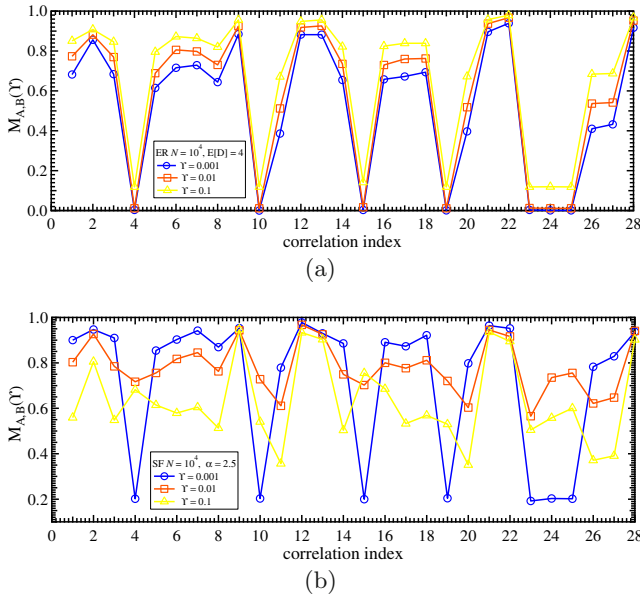 1.0
0.8
0.6
0.4
0.2
0.0
M_{A,B}(ϒ)
ER N = 10^4, E[D] = 4
ϒ = 0.001
ϒ = 0.01
ϒ = 0.1
0 2 4 6 8 10 12 14 16 18 20 22 24 26 28
correlation index
(a)
1.0
0.8
0.6
0.4
0.2
M_{A,B}(ϒ)
SF N = 10^4, α = 2.5
ϒ = 0.001
ϒ = 0.01
ϒ = 0.1
0 2 4 6 8 10 12 14 16 18 20 22 24 26 28
correlation index
(b)